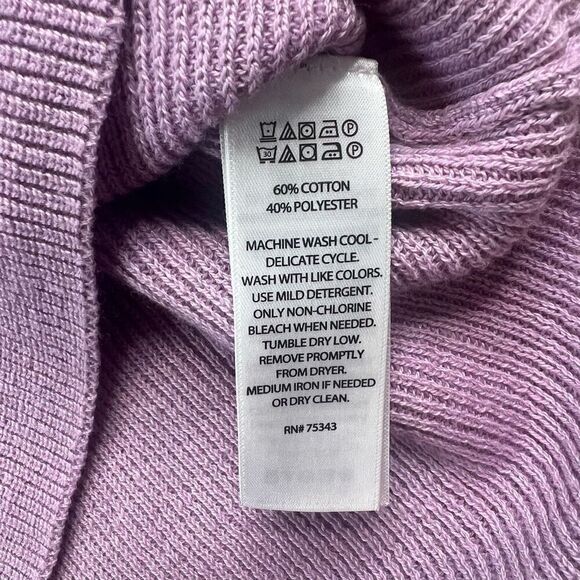 P
30 P
60% COTTON
40% POLYESTER
MACHINE WASH COOL -
DELICATE CYCLE.
WASH WITH LIKE COLORS.
USE MILD DETERGENT.
ONLY NON-CHLORINE
BLEACH WHEN NEEDED.
TUMBLE DRY LOW.
REMOVE PROMPTLY
FROM DRYER.
MEDIUM IRON IF NEEDED
OR DRY CLEAN.
RN# 75343